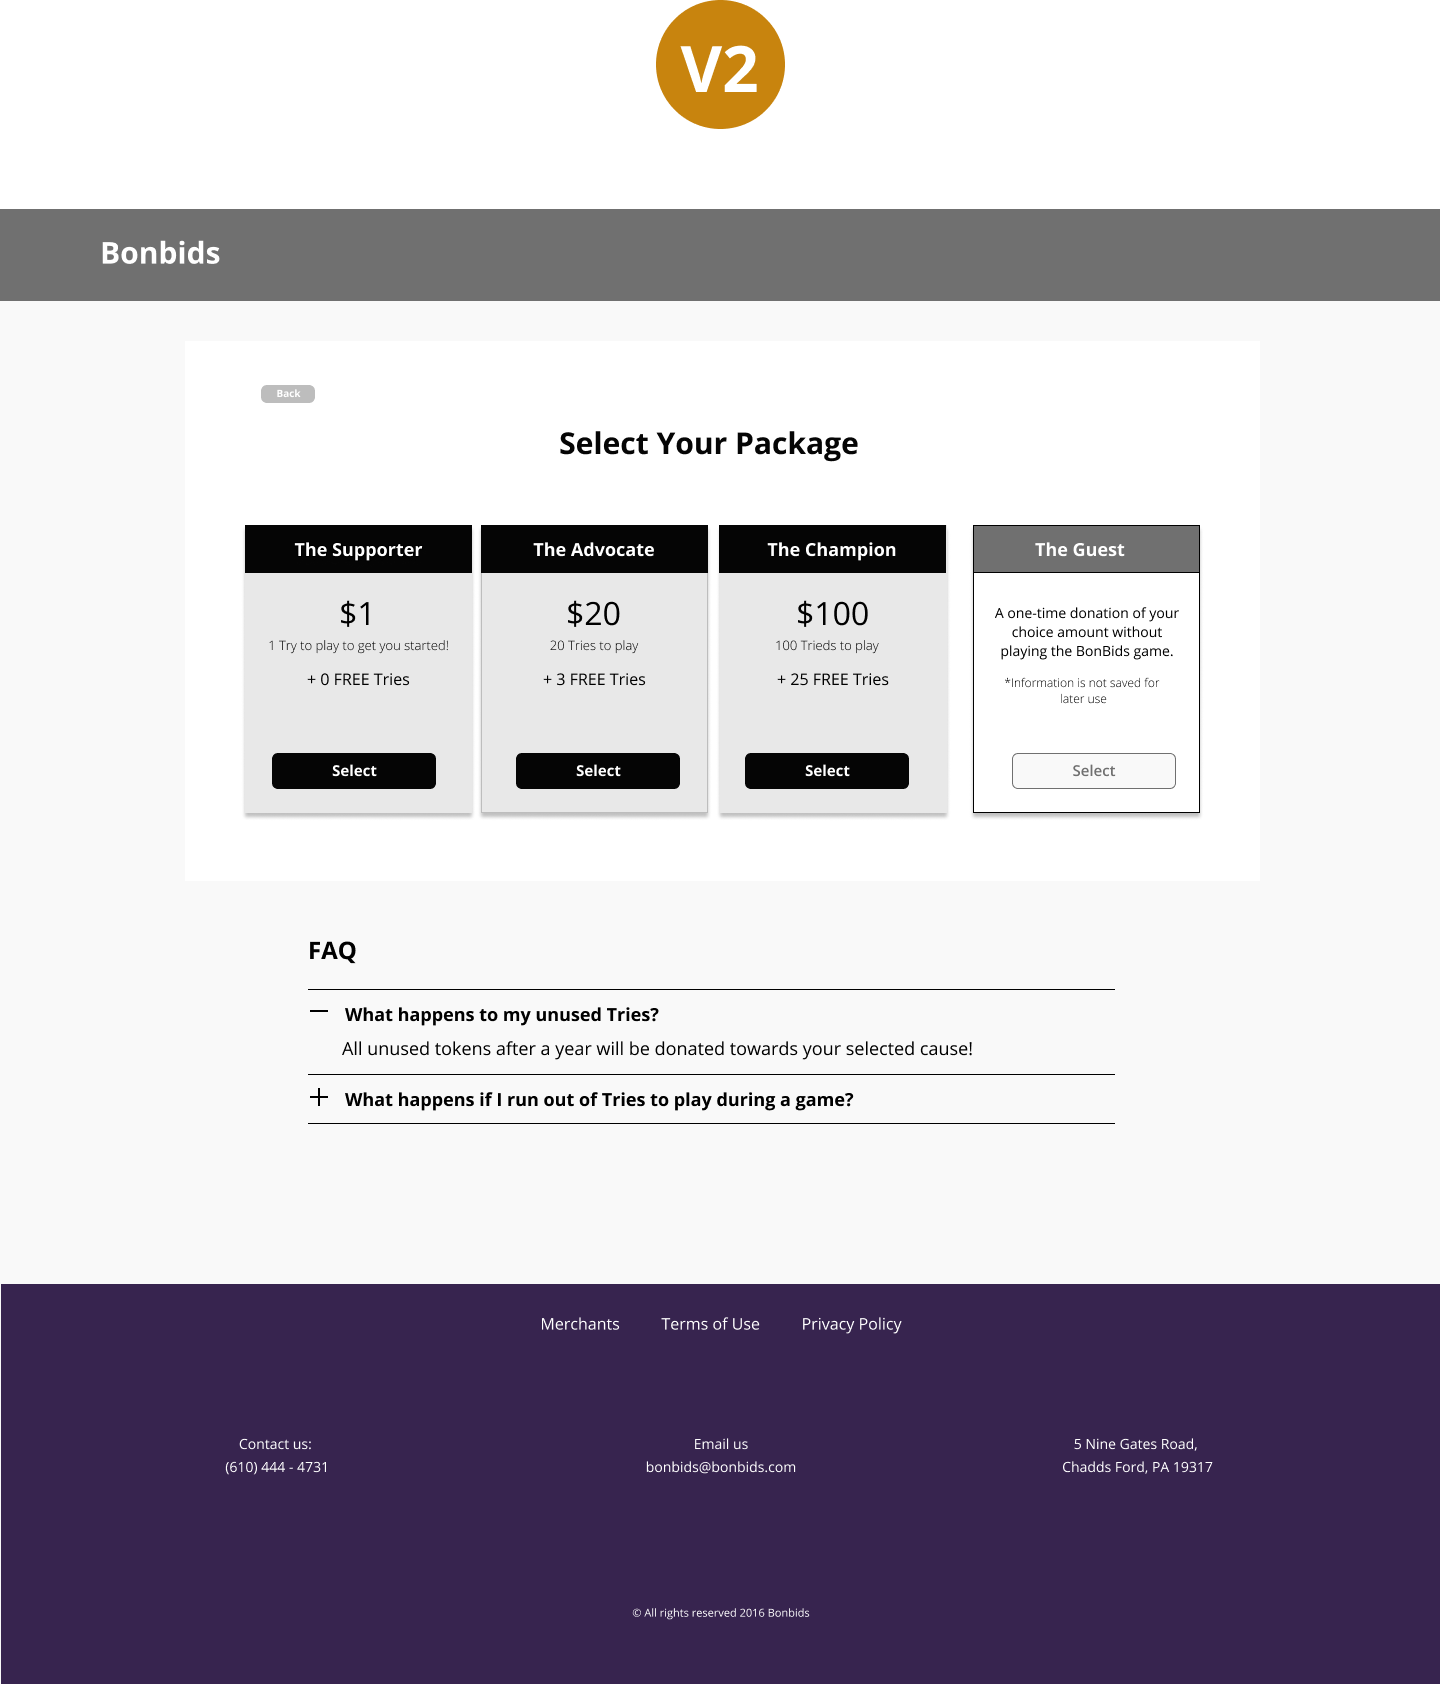 V2
Bonbids
Back
Select Your Package
The Supporter
$1
1 Try to play to get you started!
+ 0 FREE Tries
Select
The Advocate
$20
20 Tries to play
+ 3 FREE Tries
Select
The Champion
$100
100 Trieds to play
+ 25 FREE Tries
Select
The Guest
A one-time donation of your
choice amount without
playing the BonBids game.
*Information is not saved for
later use
Select
FAQ
What happens to my unused Tries?
All unused tokens after a year will be donated towards your selected cause!
What happens if I run out of Tries to play during a game?
Merchants
Terms of Use
Privacy Policy
Contact us:
(610) 444 - 4731
Email us
bonbids@bonbids.com
5 Nine Gates Road,
Chadds Ford, PA 19317
© All rights reserved 2016 Bonbids